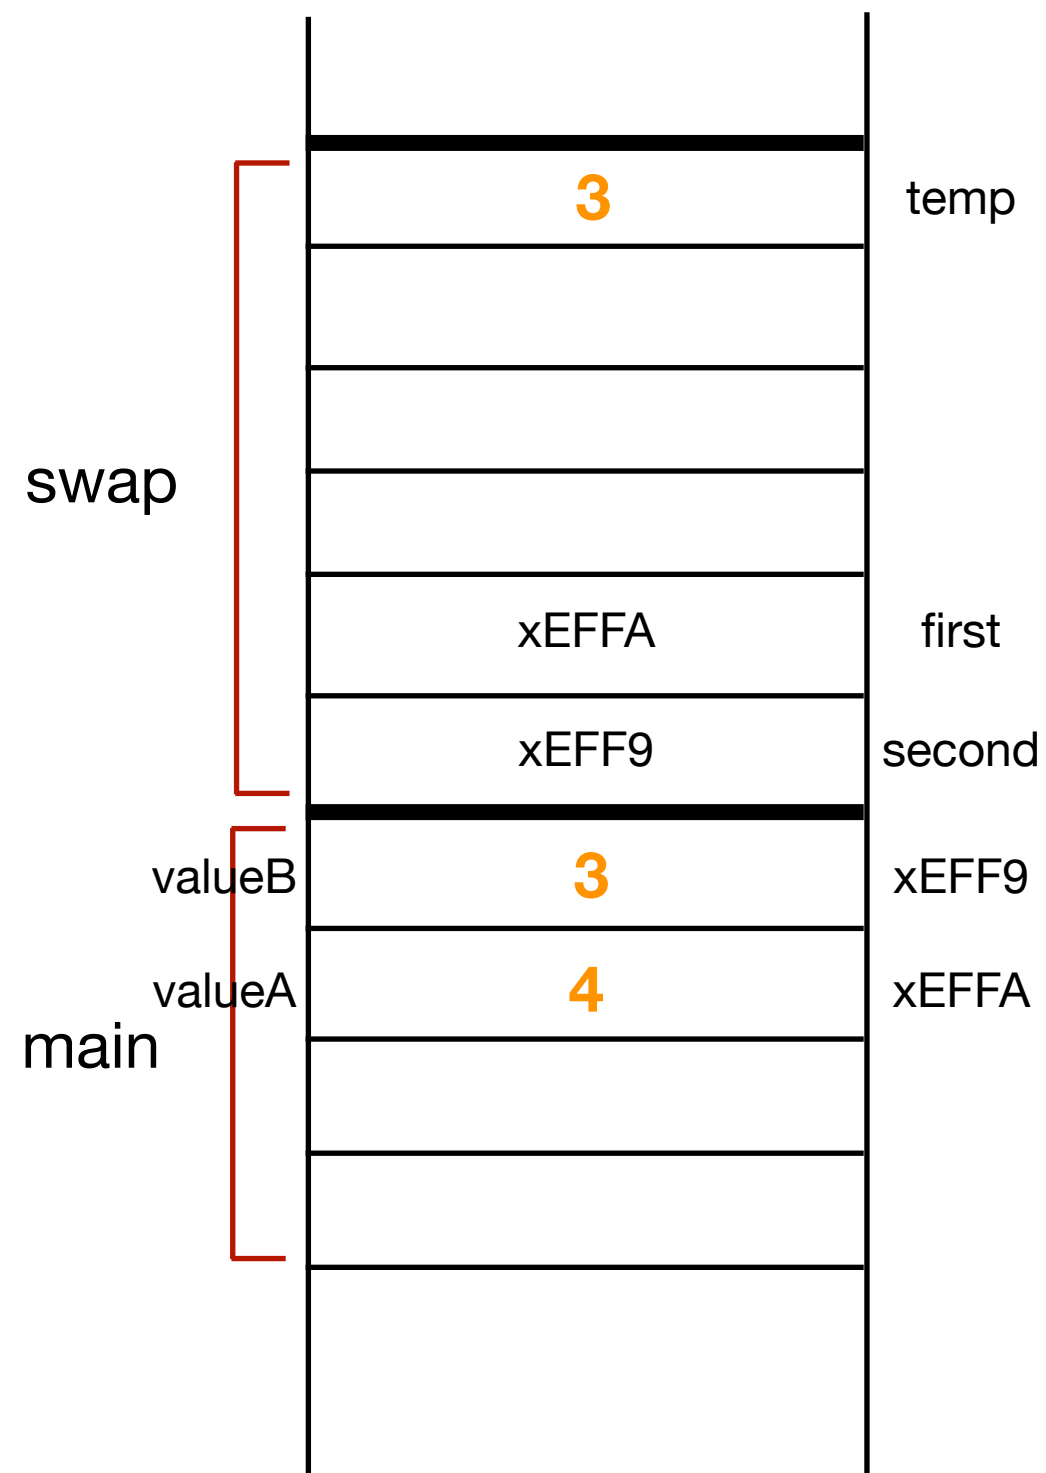 3 temp
swap
xEFFA first
xEFF9 second
valueB 3 xEFF9
valueA 4 xEFFA
main